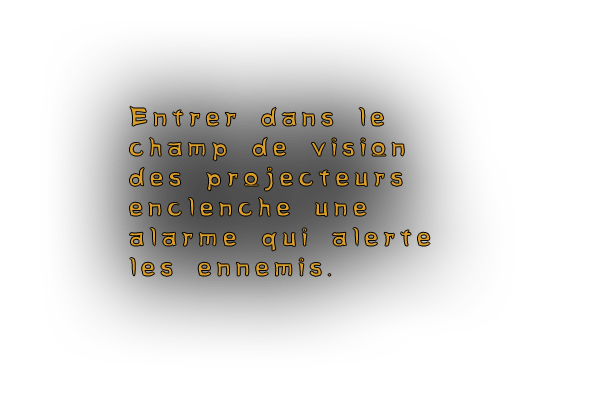 Entrer dans le
champ de vision
des projecteurs
enclenche une
alarme qui alerte
les ennemis.